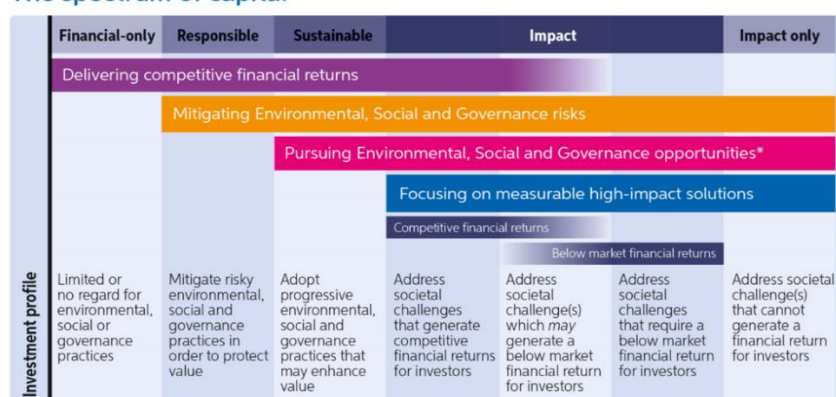 The spectrum of capital
Financial-only
Responsible
Sustainable
Impact
Impact only
Delivering competitive financial returns
Mitigating Environmental, Social and Governance risks
Pursuing Environmental, Social and Governance opportunities*
Focusing on measurable high-impact solutions
Competitive financial returns
Below market financial returns
Investment profile
Limited or
no regard for
environmental,
social or
governance
practices
Mitigate risky
environmental,
social and
governance
practices in
order to protect
value
Adopt
progressive
environmental,
social and
governance
practices that
may enhance
value
Address
societal
challenges
that generate
competitive
financial returns
for investors
Address
societal
challenge(s)
which may
generate a
below market
financial return
for investors
Address
societal
challenges
that require a
below market
financial return
for investors
Address societal
challenge(s)
that cannot
generate a
financial return
for investors